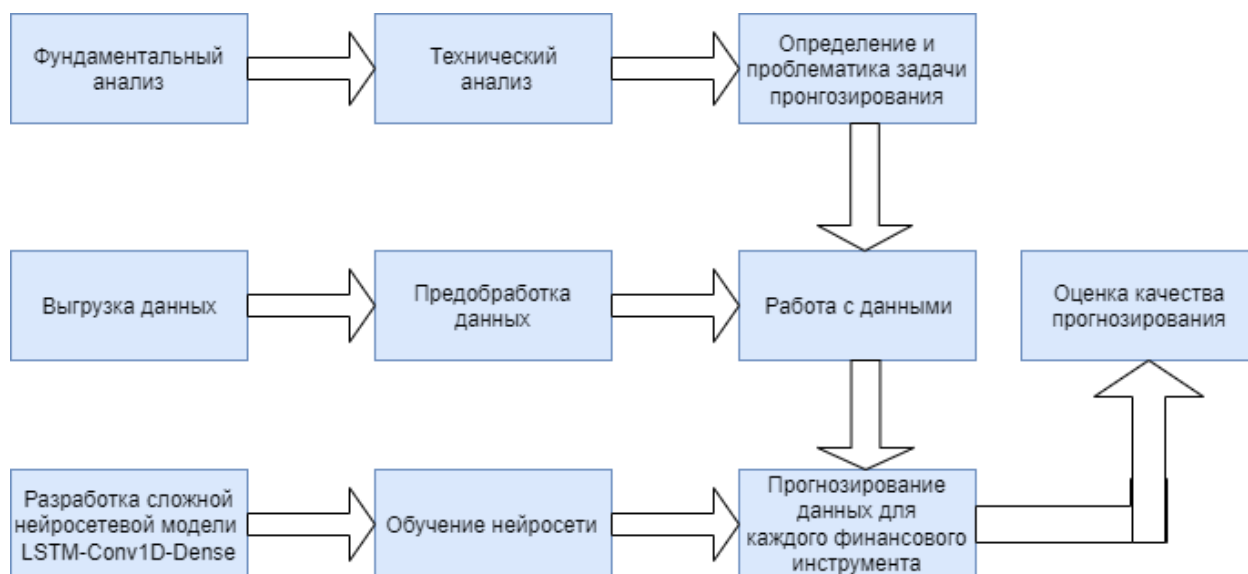 Фундаментальный
анализ
Технический
анализ
Определение и
проблематика задачи
пронгозирования
Выгрузка данных
Предобработка
данных
Работа с данными
Оценка качества
прогнозирования
Разработка сложной
нейросетевой модели
LSTM-Conv1D-Dense
Обучение нейросети
Прогнозирование
данных для
каждого финансового
инструмента